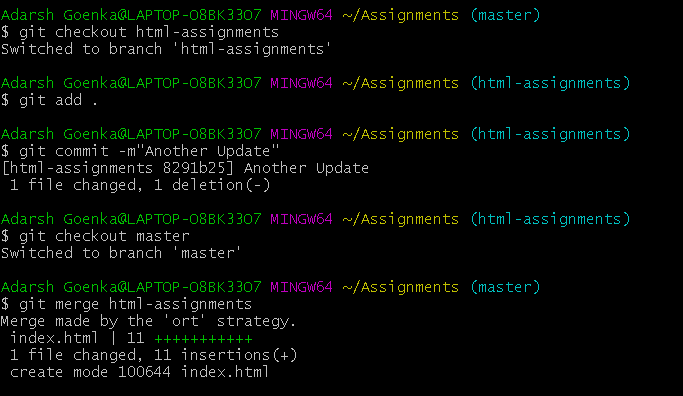 Adarsh Goenka@LAPTOP-O8BK33O7 MINGW64 ~/Assignments (master)
$ git checkout html-assignments
Switched to branch 'html-assignments'
Adarsh Goenka@LAPTOP-O8BK33O7 MINGW64 ~/Assignments (html-assignments)
$ git add .
Adarsh Goenka@LAPTOP-O8BK33O7 MINGW64 ~/Assignments (html-assignments)
$ git commit -m"Another Update"
[html-assignments 8291b25] Another Update
 1 file changed, 1 deletion(-)
Adarsh Goenka@LAPTOP-O8BK33O7 MINGW64 ~/Assignments (html-assignments)
$ git checkout master
Switched to branch 'master'
Adarsh Goenka@LAPTOP-O8BK33O7 MINGW64 ~/Assignments (master)
$ git merge html-assignments
Merge made by the 'ort' strategy.
 index.html | 11 +++++++++++
 1 file changed, 11 insertions(+)
 create mode 100644 index.html